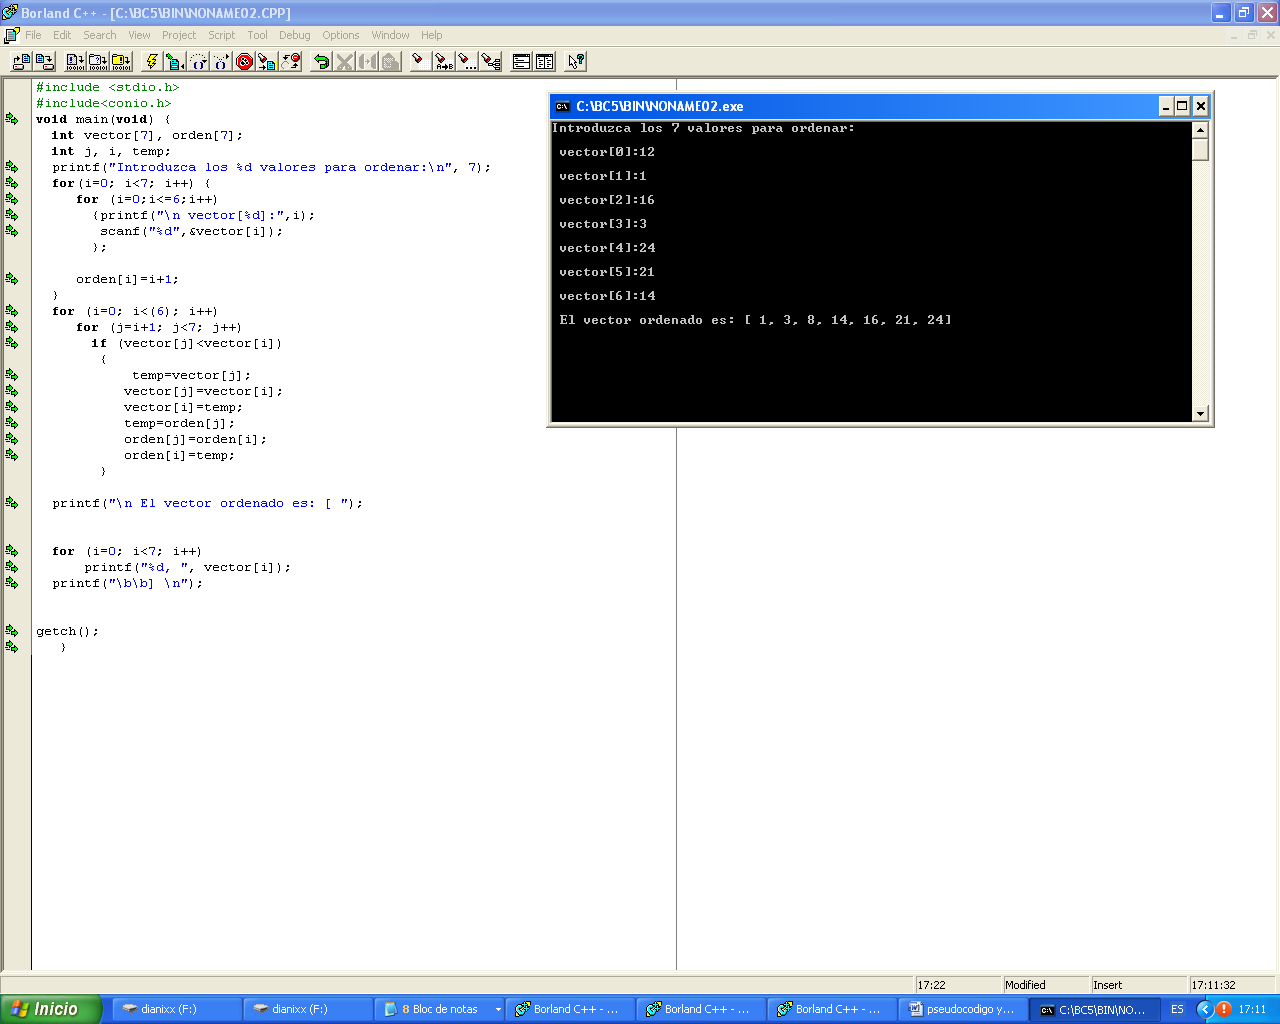 Borland C++ - [C:\BC5\BIN\NONAME02.CPP]
File Edit Search View Project Script Tool Debug Options Window Help
#include <stdio.h>
#include<conio.h>
void main(void) {
int vector[7], orden[7];
int j, i, temp;
printf("Introduzca los %d valores para ordenar:\n", 7);
for(i=0; i<7; i++) {
for (i=0;i<=6;i++)
{printf("\n vector[%d]:",i);
scanf("%d",&vector[i]);
};
orden[i]=i+1;
}
for (i=0; i<(6); i++)
for (j=i+1; j<7; j++)
if (vector[j]<vector[i])
{
temp=vector[j];
vector[j]=vector[i];
vector[i]=temp;
temp=orden[j];
orden[j]=orden[i];
orden[i]=temp;
}
printf("\n El vector ordenado es: [ ");
for (i=0; i<7; i++)
printf("%d, ", vector[i]);
printf("\b\b] \n");
getch();
}
C:\BC5\BIN\NONAME02.exe
Introduzca los 7 valores para ordenar:
vector[0]:12
vector[1]:1
vector[2]:16
vector[3]:3
vector[4]:24
vector[5]:21
vector[6]:14
El vector ordenado es: [ 1, 3, 8, 14, 16, 21, 24]
17:22 Modified Insert 17:11:32
Inicio dianixx (F:) dianixx (F:) 8 Bloc de notas Borland C++ - ... Borland C++ - ... Borland C++ - ... pseudocodigo y... C:\BC5\BIN\NO... ES 17:11